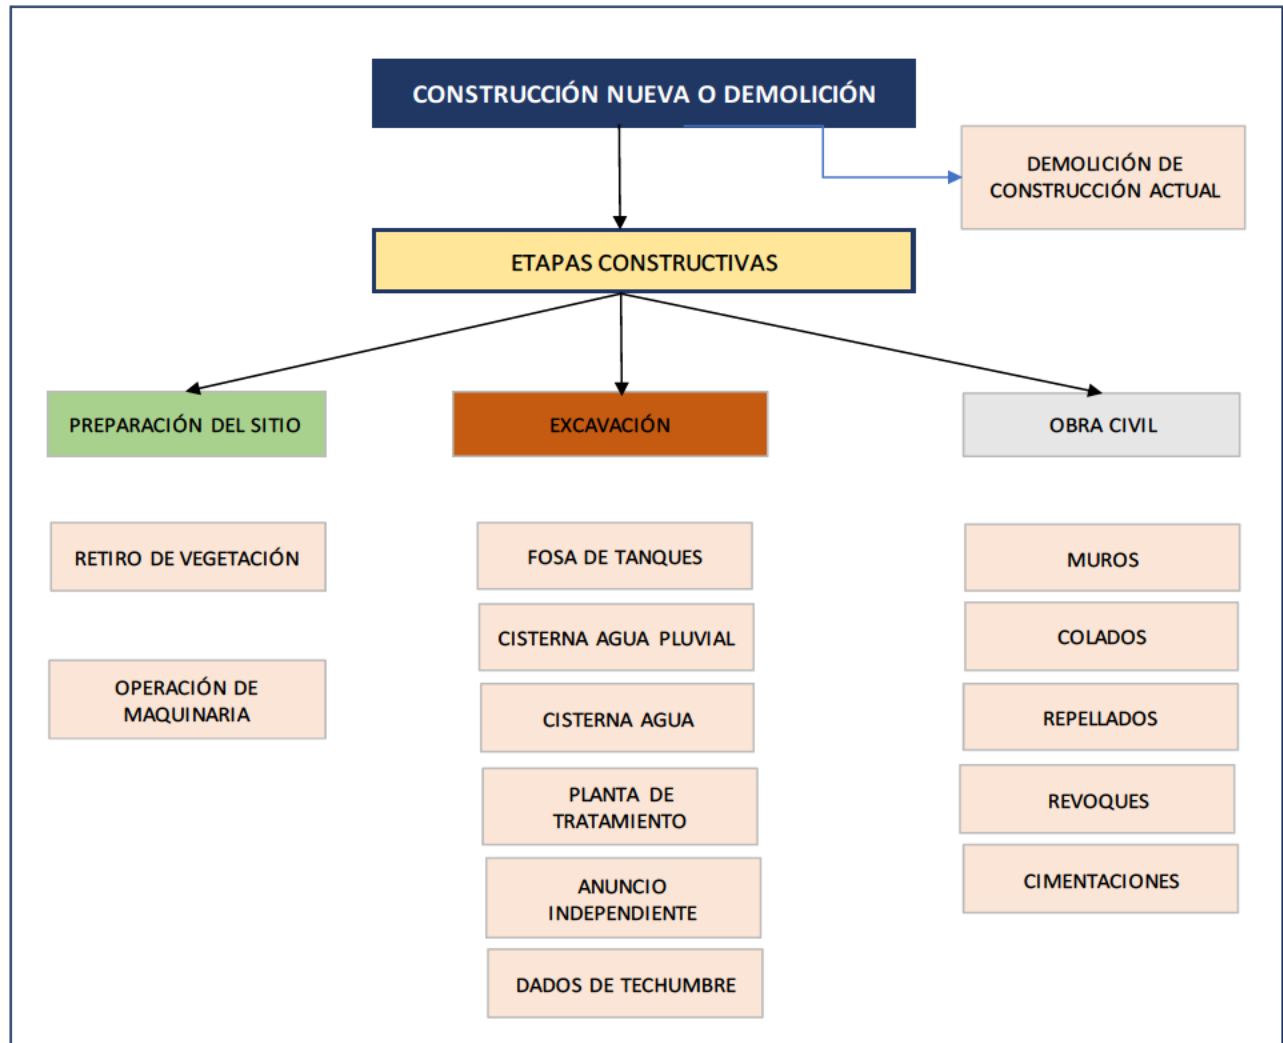 CONSTRUCCIÓN NUEVA O DEMOLICIÓN
DEMOLICIÓN DE
CONSTRUCCIÓN ACTUAL
ETAPAS CONSTRUCTIVAS
PREPARACIÓN DEL SITIO
RETIRO DE VEGETACIÓN
OPERACIÓN DE
MAQUINARIA
EXCAVACIÓN
FOSA DE TANQUES
CISTERNA AGUA PLUVIAL
CISTERNA AGUA
PLANTA DE
TRATAMIENTO
ANUNCIO
INDEPENDIENTE
DADOS DE TECHUMBRE
OBRA CIVIL
MUROS
COLADOS
REPELLADOS
REVOQUES
CIMENTACIONES